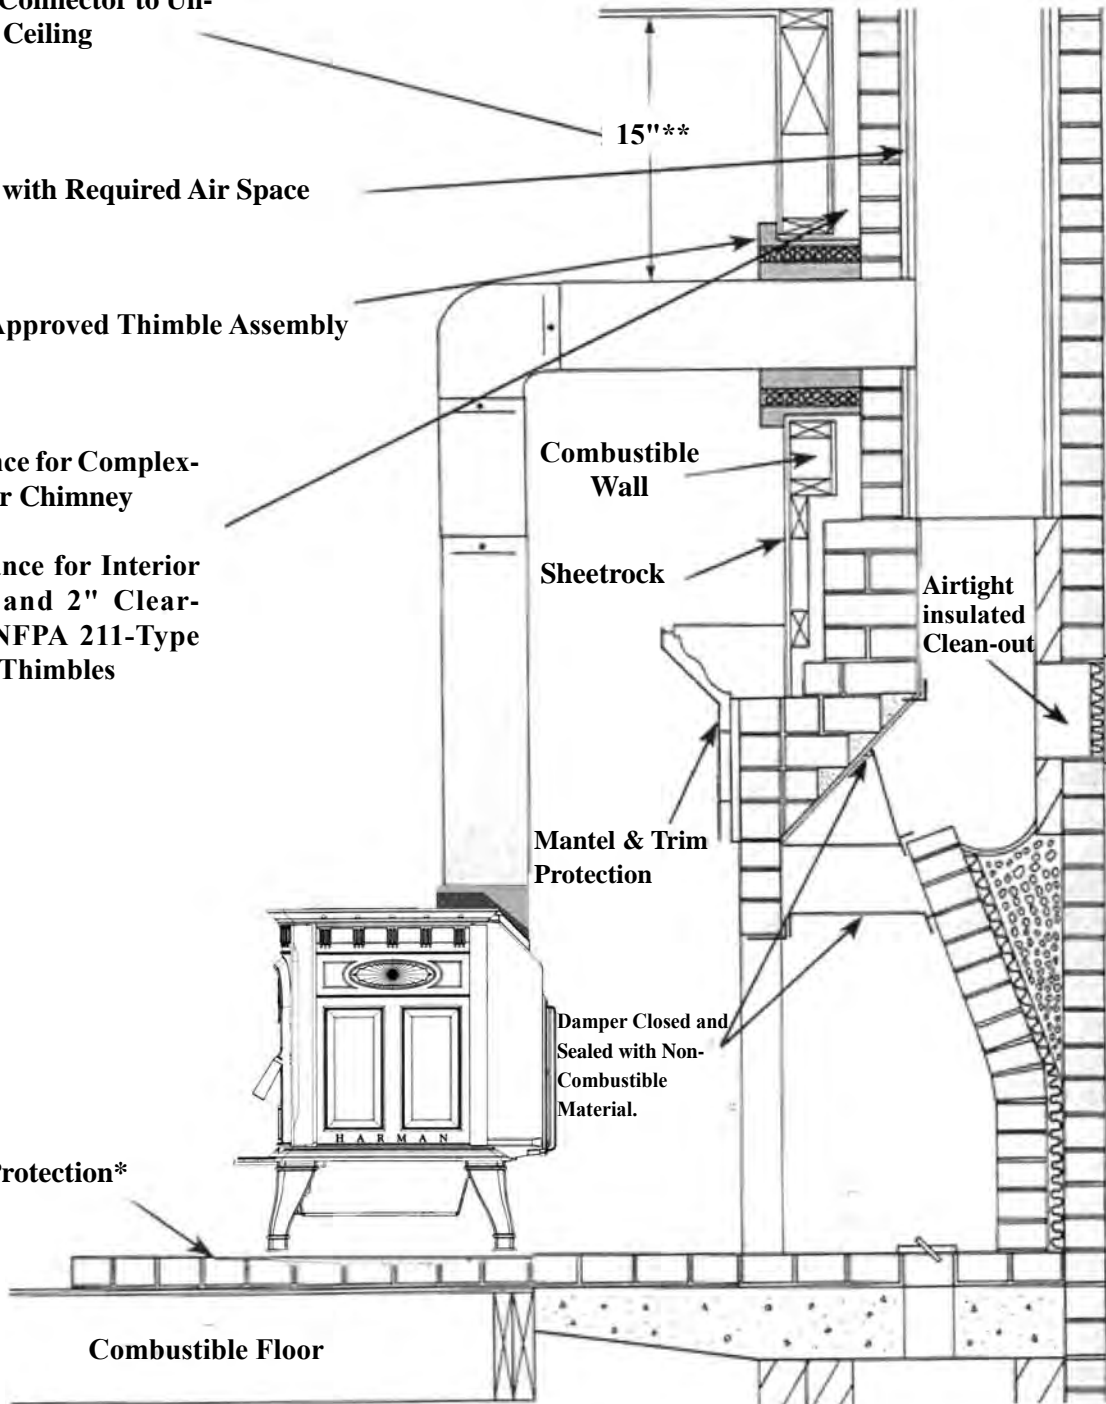 Connector to Un-
Ceiling
15"**
with Required Air Space
Approved Thimble Assembly
Combustible
Wall
nce for Complex-
r Chimney
Sheetrock
ance for Interior
and 2" Clear-
NFPA 211-Type
Thimbles
Airtight
insulated
Clean-out
Mantel & Trim
Protection
Damper Closed and
Sealed with Non-
Combustible
Material.
HARMAN
Protection*
Combustible Floor